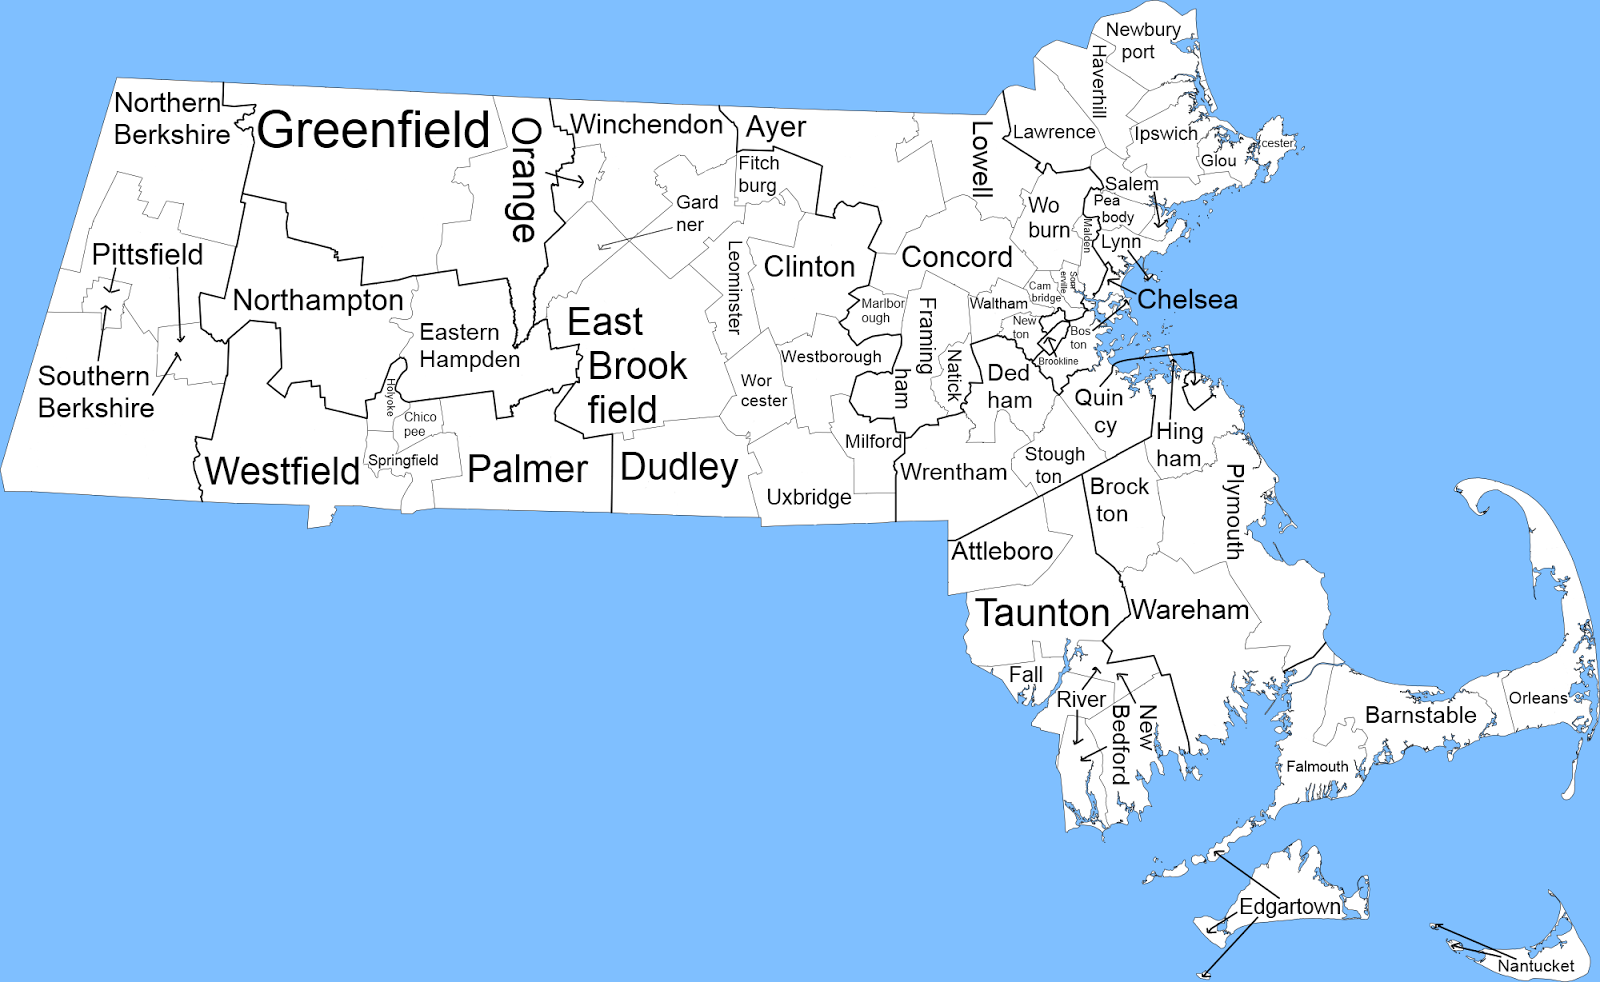 Newbury
port
Haverhill
Northern
Berkshire
Greenfield
Orange
Winchendon
Ayer
Lowell
Lawrence
Ipswich
Glou
cester
Fitch
burg
Salem
Pea
body
Gard
ner
Wo
burn
Malden
Lynn
Pittsfield
Leominster
Clinton
Concord
Som
erville
Cam
bridge
Chelsea
Northampton
Marlbor
ough
Framing
ham
Waltham
New
ton
Bos
ton
Brookline
Eastern
Hampden
East
Brook
field
Westborough
Natick
Ded
ham
Southern
Berkshire
Holyoke
Wor
cester
Quin
cy
Chico
pee
Hing
ham
Milford
Springfield
Westfield
Palmer
Dudley
Wrentham
Stough
ton
Plymouth
Uxbridge
Brock
ton
Attleboro
Taunton
Wareham
Fall
River
New
Bedford
Barnstable
Orleans
Falmouth
Edgartown
Nantucket